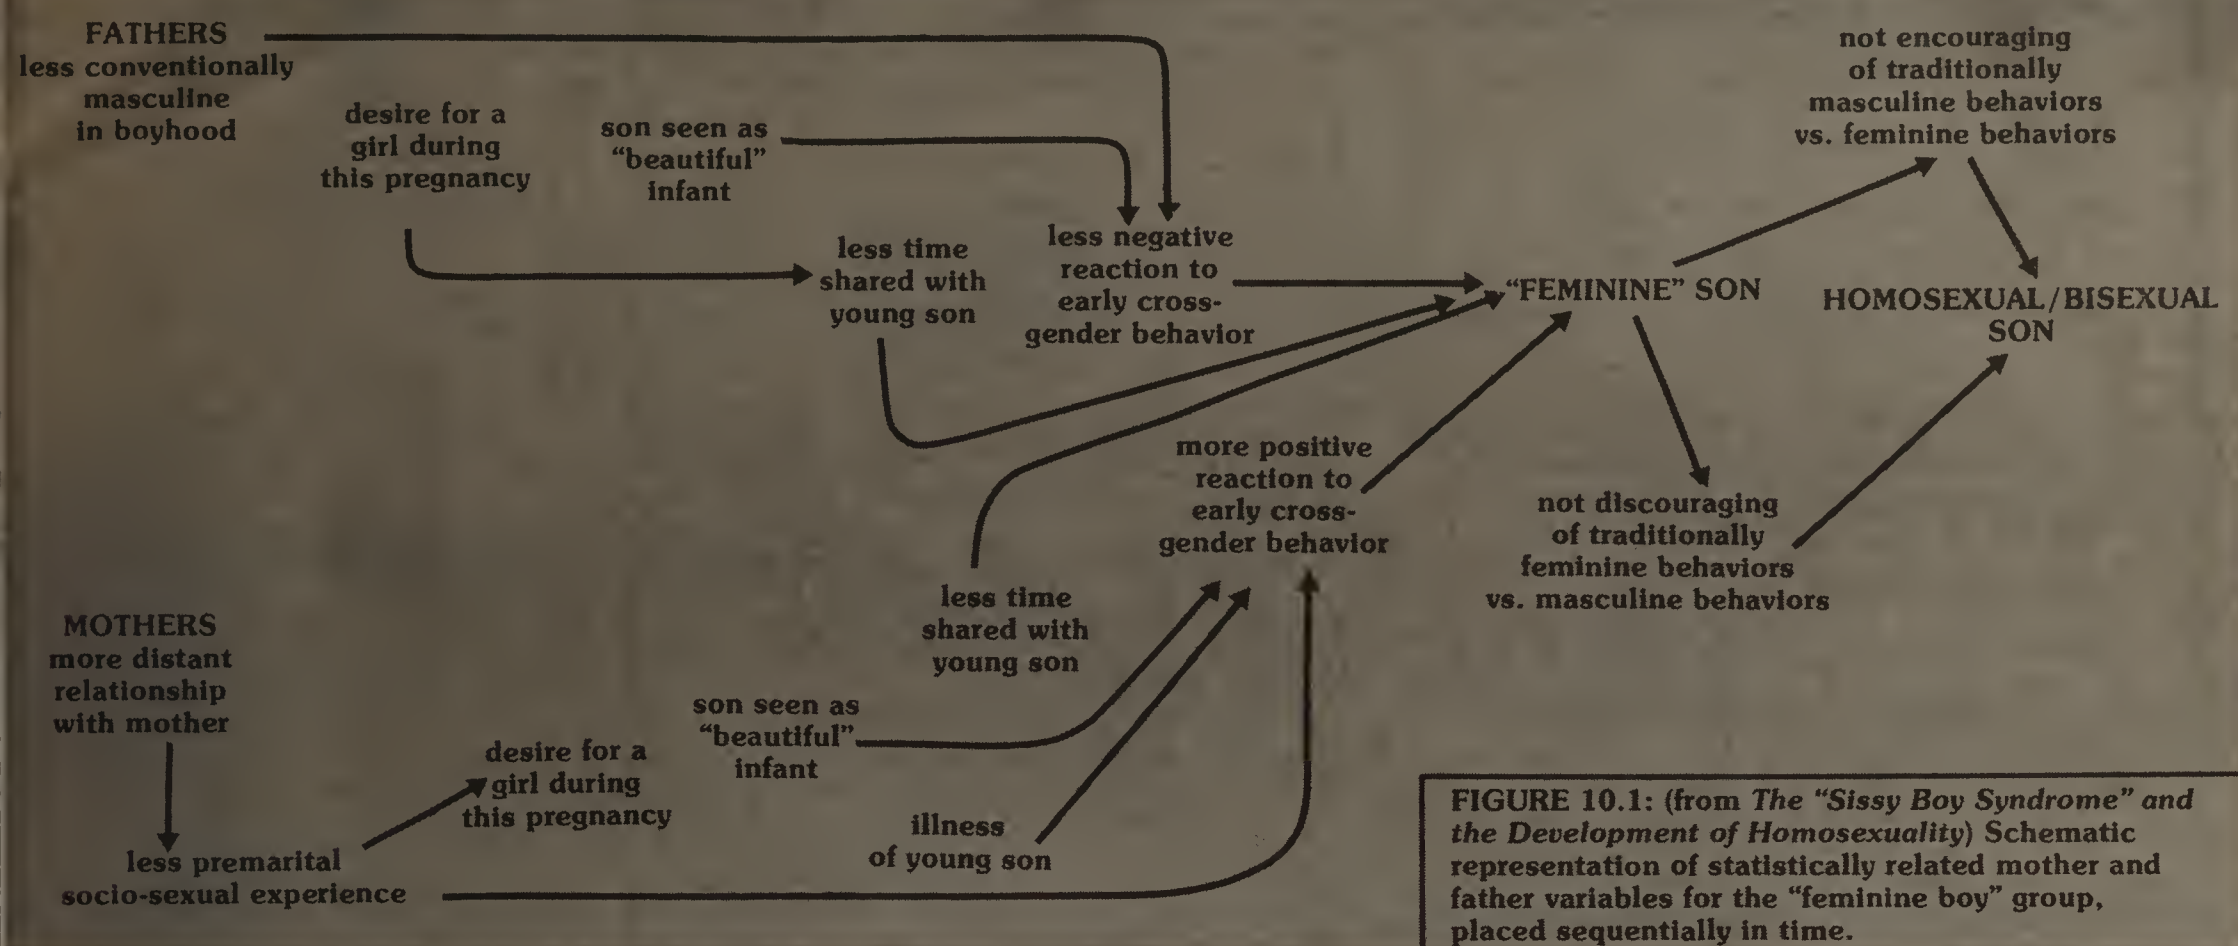 FATHERS
less conventionally
masculine
in boyhood
desire for a
girl during
this pregnancy
son seen as
“beautiful”
infant
less time
shared with
young son
less negative
reaction to
early cross-
gender behavior
“FEMININE” SON
not encouraging
of traditionally
masculine behaviors
vs. feminine behaviors
HOMOSEXUAL/BISEXUAL
SON
more positive
reaction to
early cross-
gender behavior
not discouraging
of traditionally
feminine behaviors
vs. masculine behaviors
less time
shared with
young son
MOTHERS
more distant
relationship
with mother
son seen as
“beautiful”
infant
desire for a
girl during
this pregnancy
illness
of young son
less premarital
socio-sexual experience
FIGURE 10.1: (from The “Sissy Boy Syndrome” and
the Development of Homosexuality) Schematic
representation of statistically related mother and
father variables for the “feminine boy” group,
placed sequentially in time.